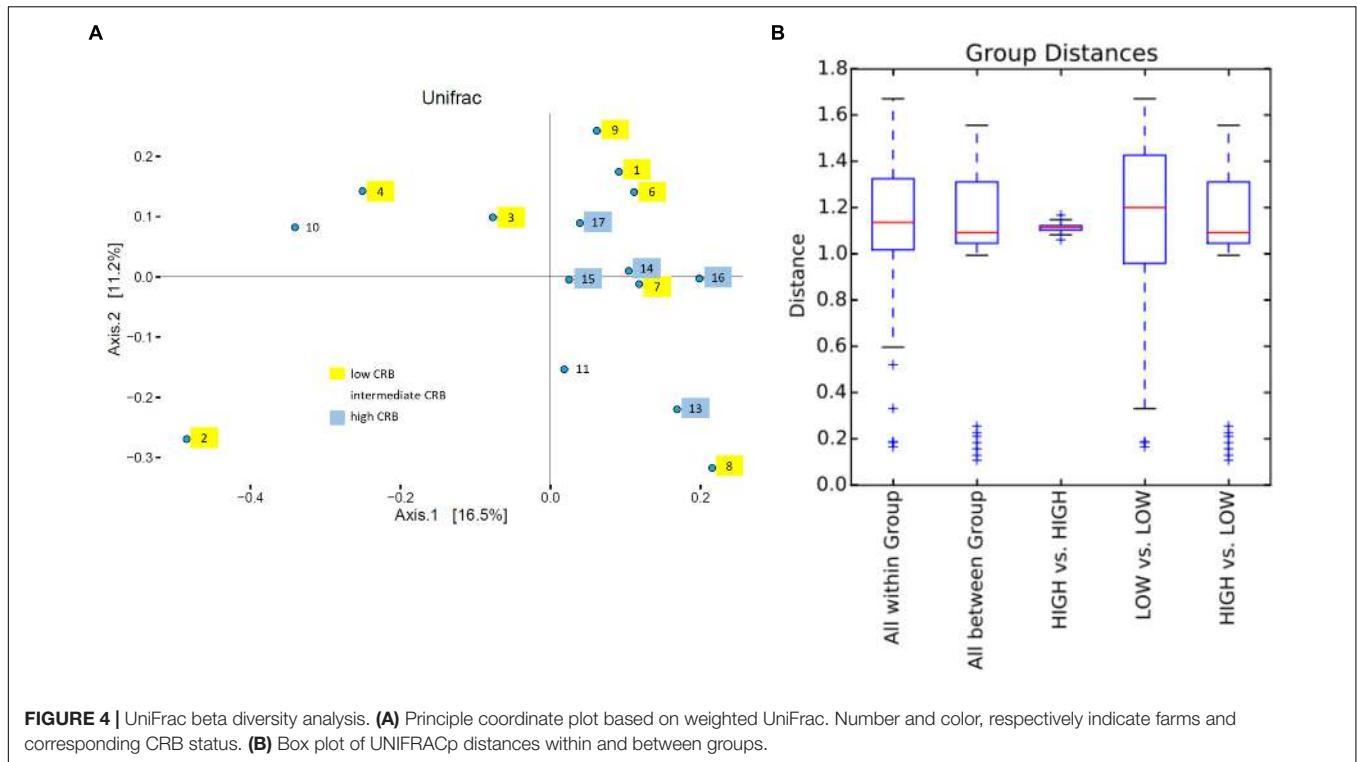 A
Unifrac
Axis.2 [11.2%]
0.2
0.1
0.0
−0.1
−0.2
−0.3
9
1
4
6
3
17
10
14
15
16
7
11
13
2
8
low CRB
intermediate CRB
high CRB
−0.4
−0.2
0.0
0.2
Axis.1 [16.5%]
B
Group Distances
Distance
1.8
1.6
1.4
1.2
1.0
0.8
0.6
0.4
0.2
0.0
All within Group
All between Group
HIGH vs. HIGH
LOW vs. LOW
HIGH vs. LOW
FIGURE 4 | UniFrac beta diversity analysis. (A) Principle coordinate plot based on weighted UniFrac. Number and color, respectively indicate farms and
corresponding CRB status. (B) Box plot of UNIFRACp distances within and between groups.